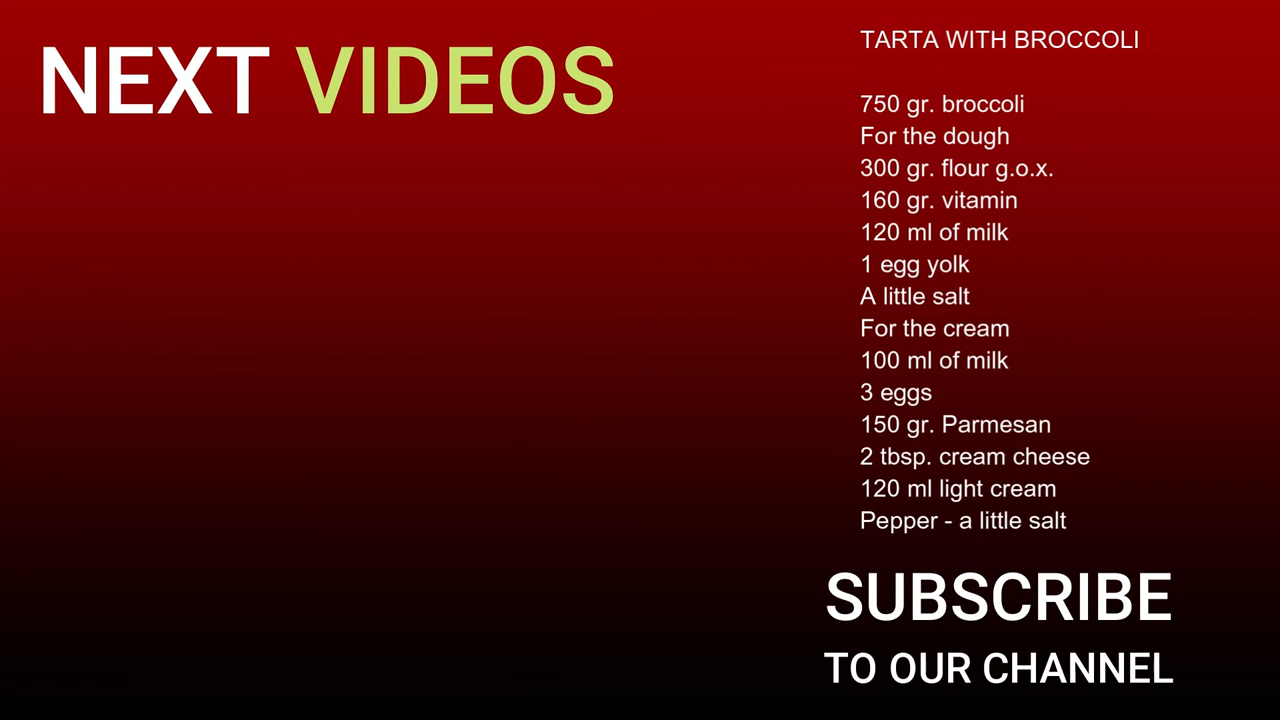 NEXT VIDEOS
TARTA WITH BROCCOLI
750 gr. broccoli
For the dough
300 gr. flour g.o.x.
160 gr. vitamin
120 ml of milk
1 egg yolk
A little salt
For the cream
100 ml of milk
3 eggs
150 gr. Parmesan
2 tbsp. cream cheese
120 ml light cream
Pepper - a little salt
SUBSCRIBE
TO OUR CHANNEL